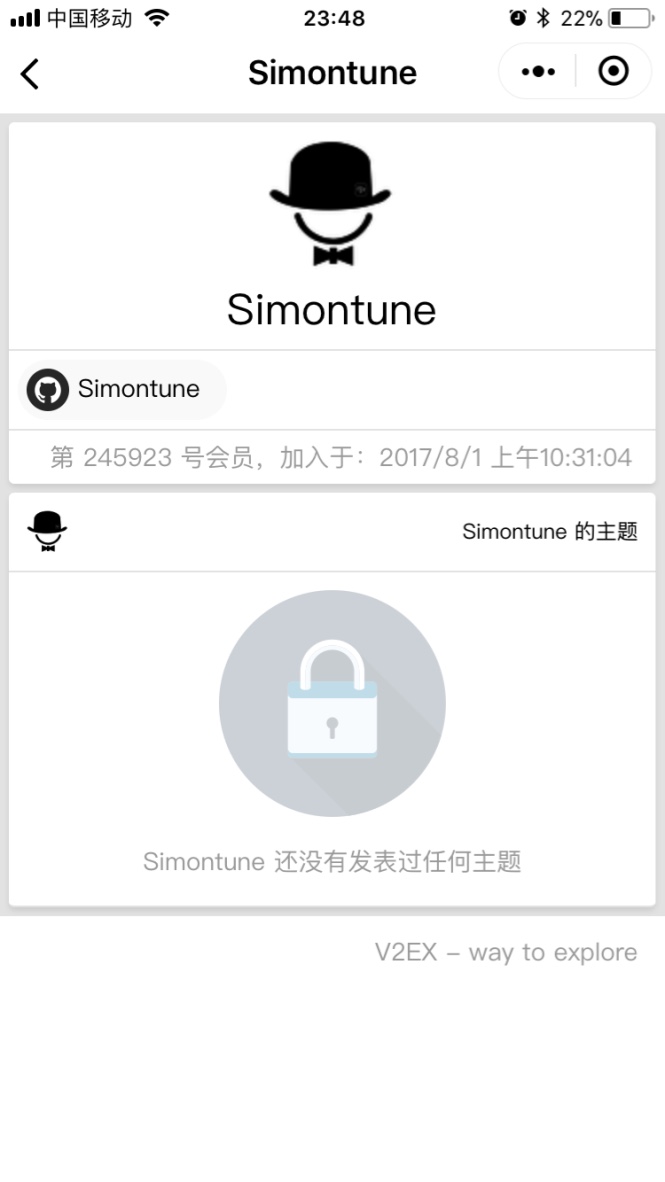 中国移动 23:48 22%
Simontune
Simontune
Simontune
第 245923 号会员，加入于：2017/8/1 上午10:31:04
Simontune 的主题
Simontune 还没有发表过任何主题
V2EX – way to explore